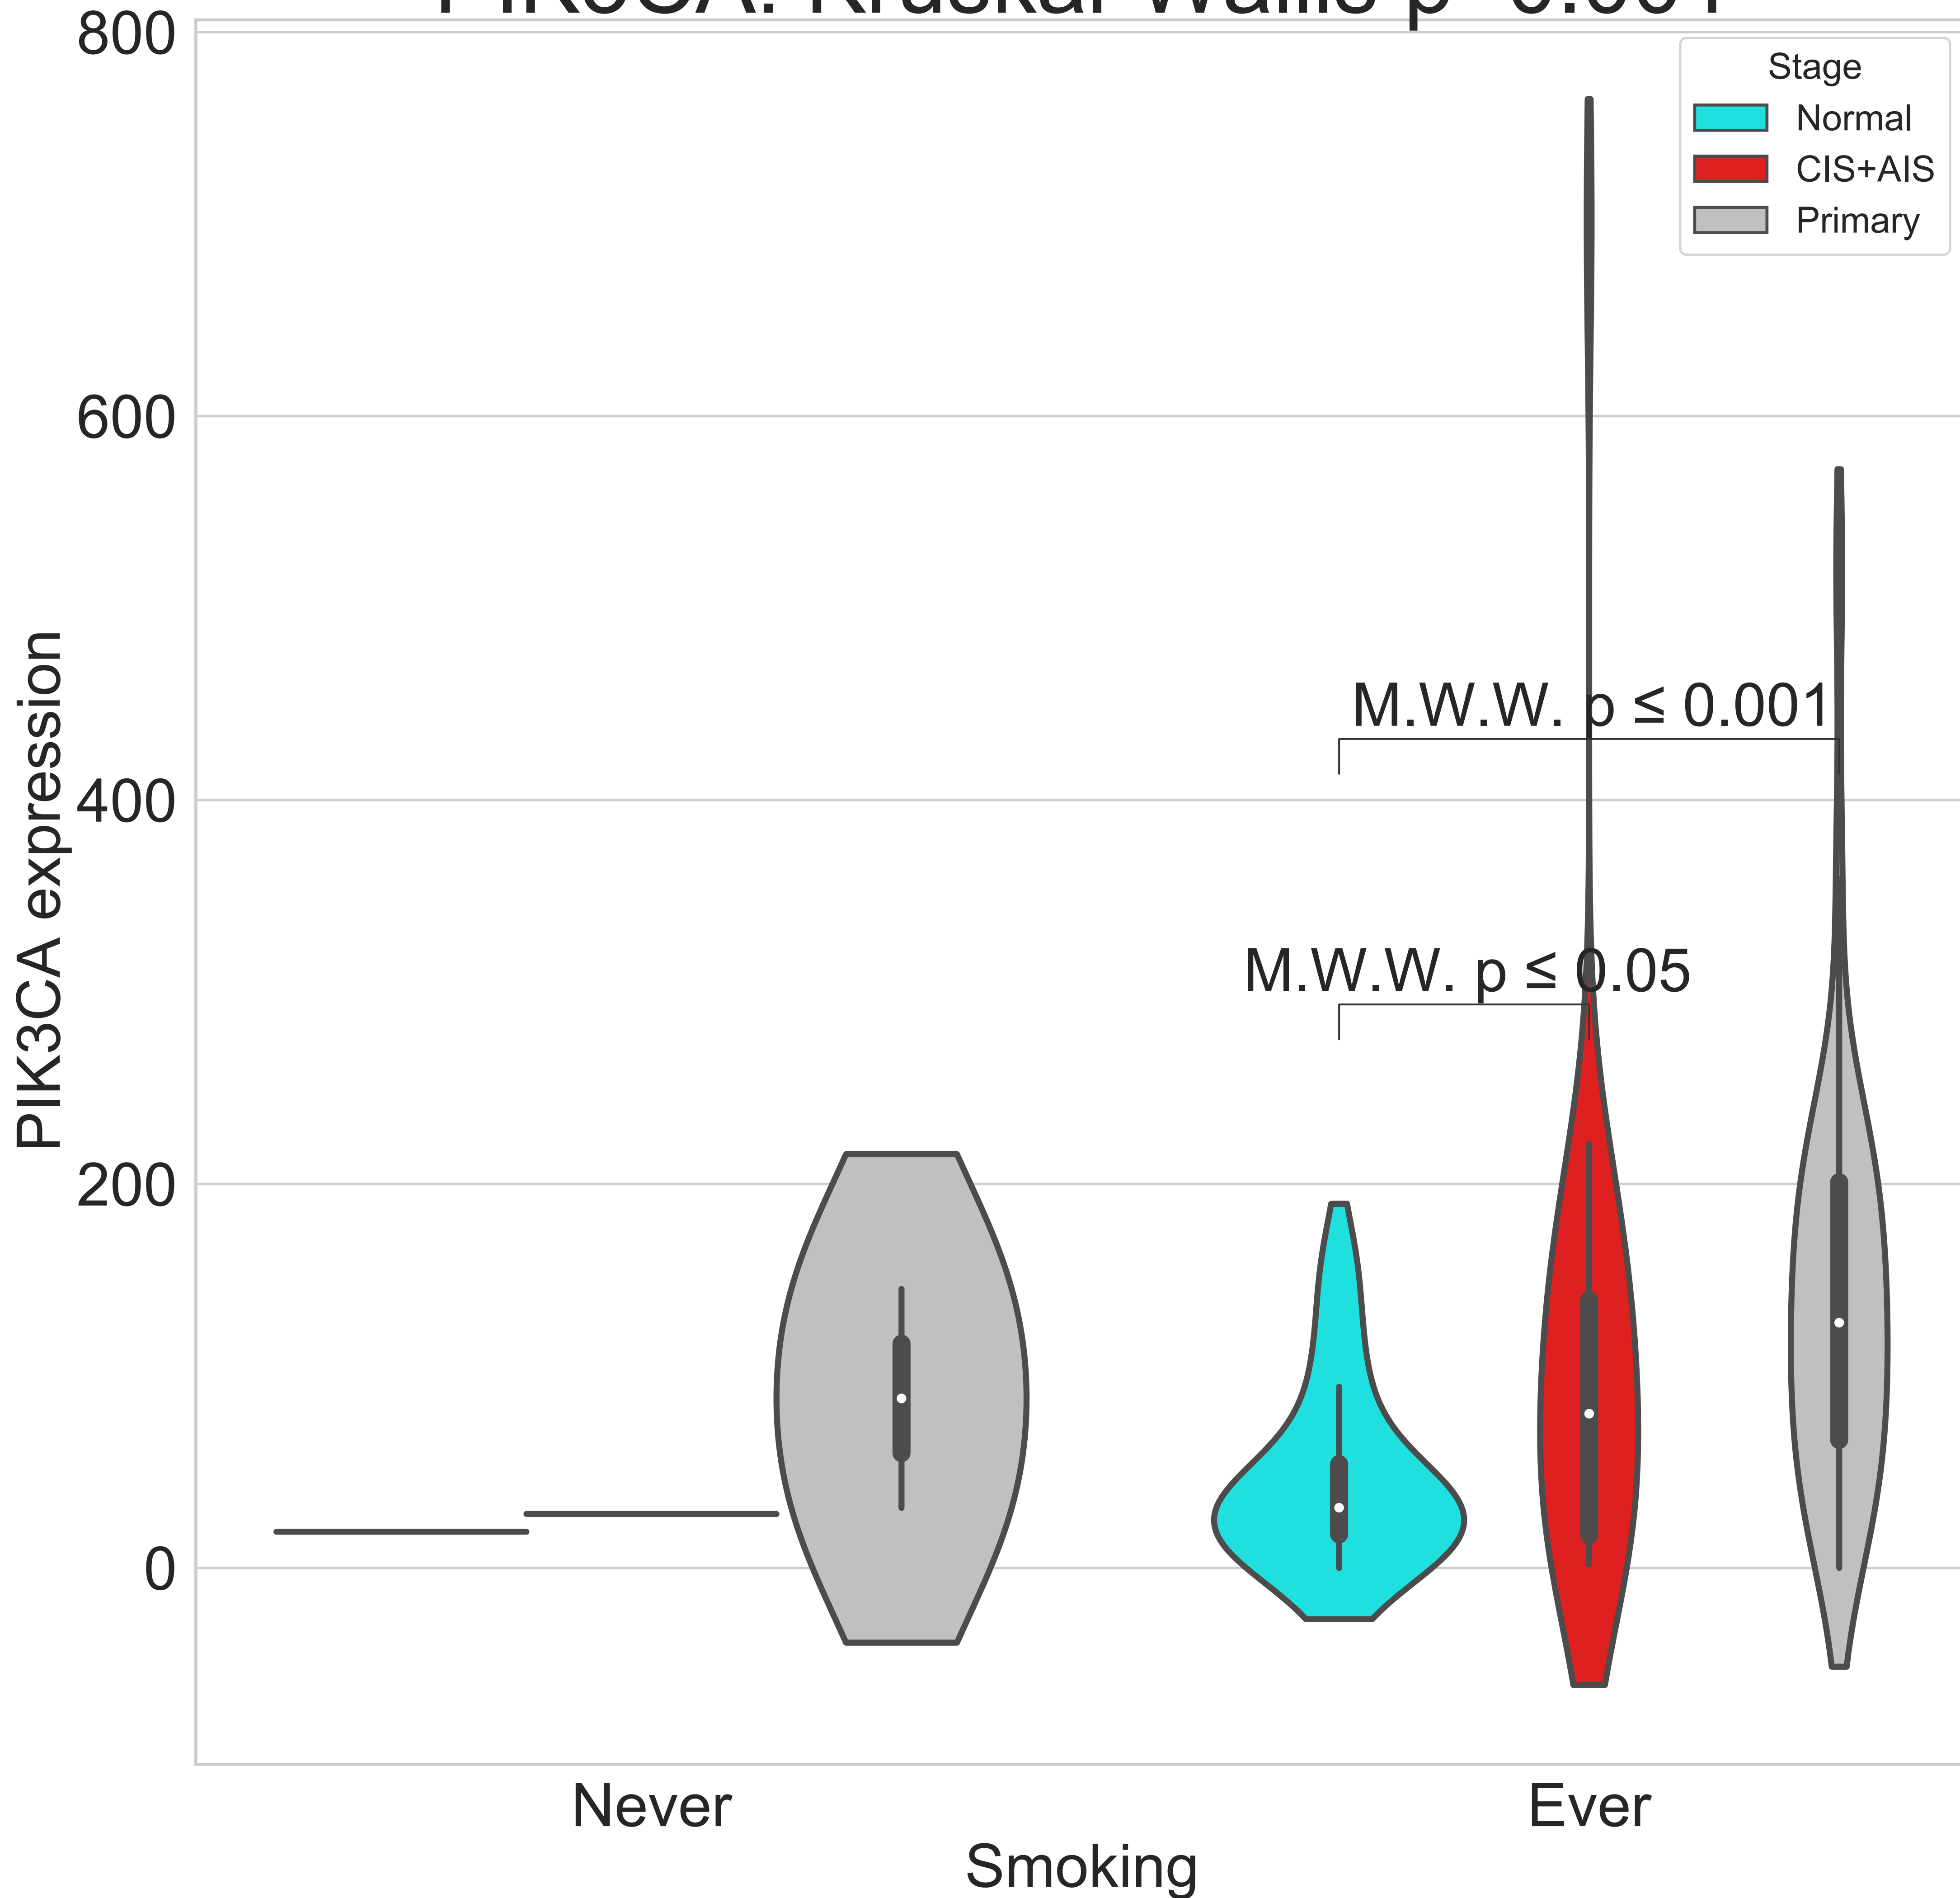 800
Stage
Normal
CIS+AIS
Primary
600
M.W.W. p ≤ 0.001
400
M.W.W. p ≤ 0.05
200
0
PIK3CA expression
Never
Ever
Smoking